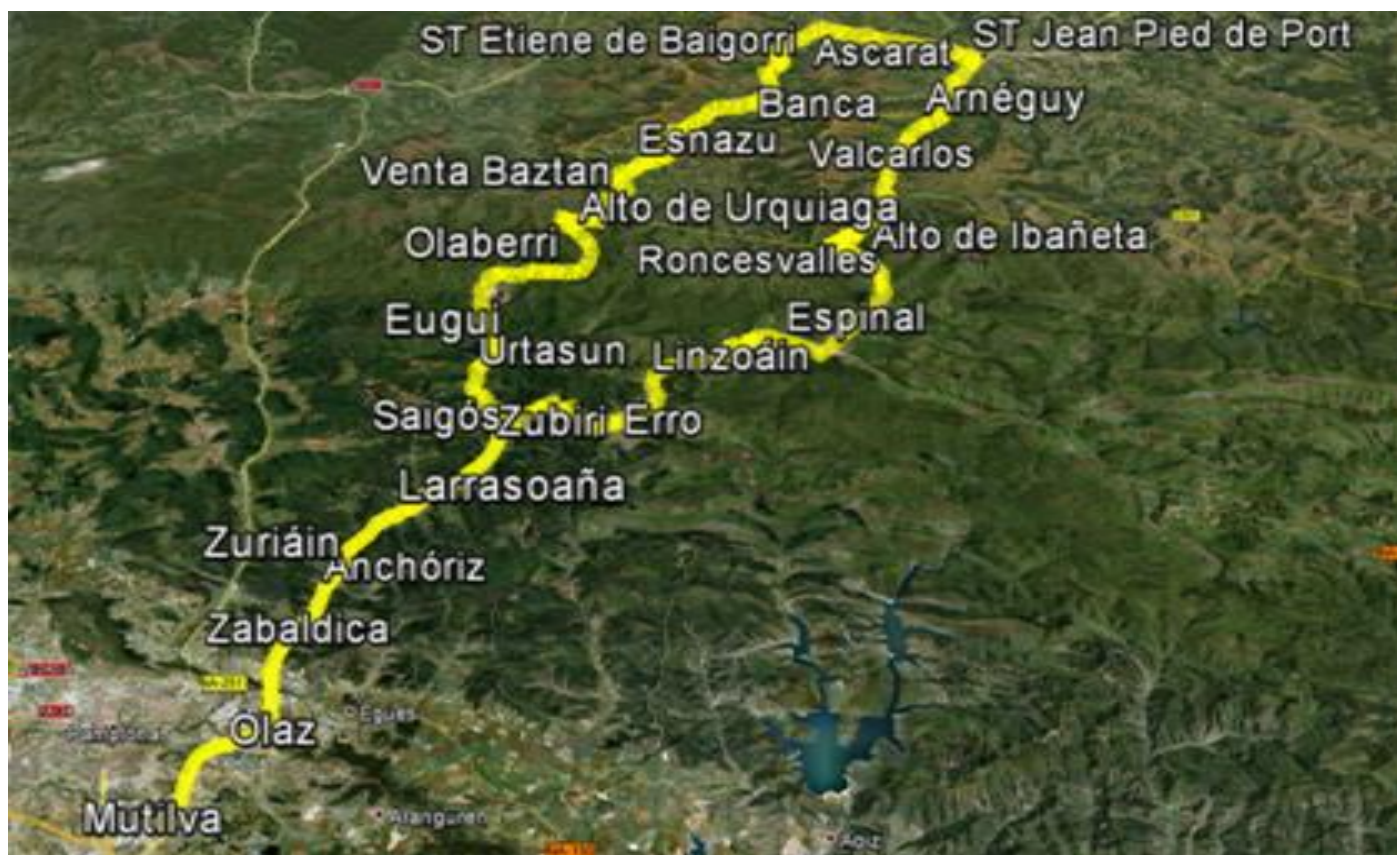 ST Etiene de Baigorri
Ascarat
ST Jean Pied de Port
Banca
Arnéguy
Esnazu
Valcarlos
Venta Baztan
Alto de Urquiaga
Olaberri
Alto de Ibañeta
Roncesvalles
Eugui
Espinal
Urtasun
Linzoáin
Saigós
Zubiri
Erro
Larrasoaña
Zuriáin
Anchóriz
Zabaldica
Egues
Olaz
Mutilva
Aranguren
Aoiz